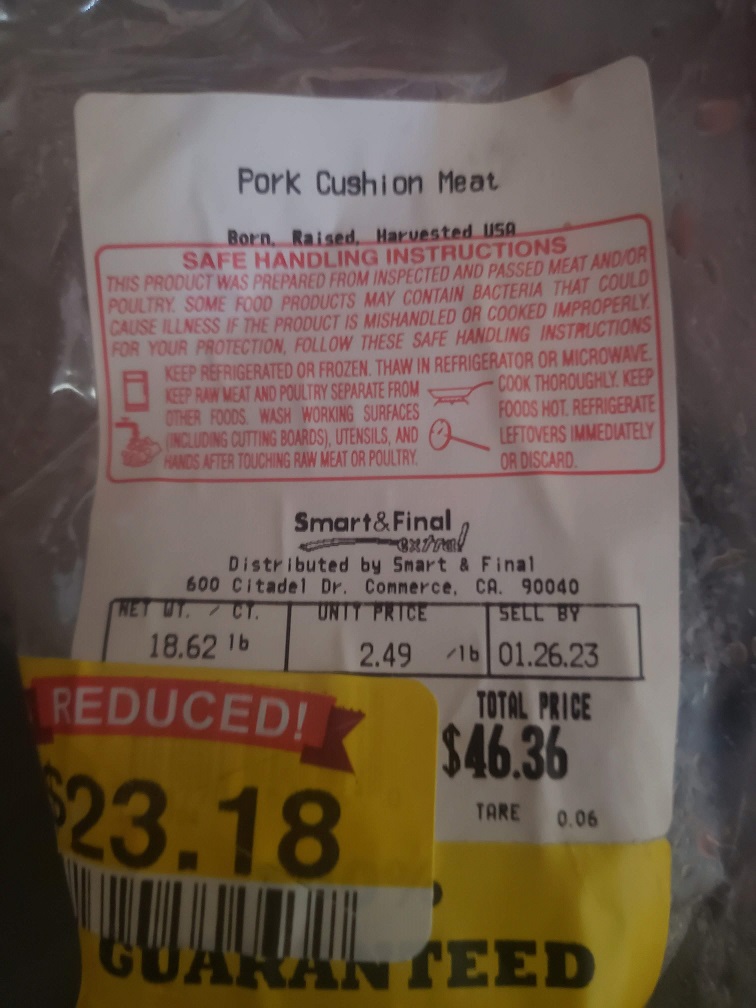 Pork Cushion Meat
Born, Raised, Harvested USA
SAFE HANDLING INSTRUCTIONS
THIS PRODUCT WAS PREPARED FROM INSPECTED AND PASSED MEAT AND/OR
POULTRY. SOME FOOD PRODUCTS MAY CONTAIN BACTERIA THAT COULD
CAUSE ILLNESS IF THE PRODUCT IS MISHANDLED OR COOKED IMPROPERLY.
FOR YOUR PROTECTION, FOLLOW THESE SAFE HANDLING INSTRUCTIONS
KEEP REFRIGERATED OR FROZEN. THAW IN REFRIGERATOR OR MICROWAVE.
KEEP RAW MEAT AND POULTRY SEPARATE FROM
OTHER FOODS. WASH WORKING SURFACES
(INCLUDING CUTTING BOARDS), UTENSILS, AND
HANDS AFTER TOUCHING RAW MEAT OR POULTRY.
COOK THOROUGHLY. KEEP
FOODS HOT. REFRIGERATE
LEFTOVERS IMMEDIATELY
OR DISCARD.
Smart&Final
extra!
Distributed by Smart & Final
600 Citadel Dr. Commerce, CA. 90040
NET WT. / CT. UNIT PRICE SELL BY
18.62 lb 2.49 /lb 01.26.23
TOTAL PRICE
$46.36
TARE 0.06
REDUCED!
$23.18
GUARANTEED